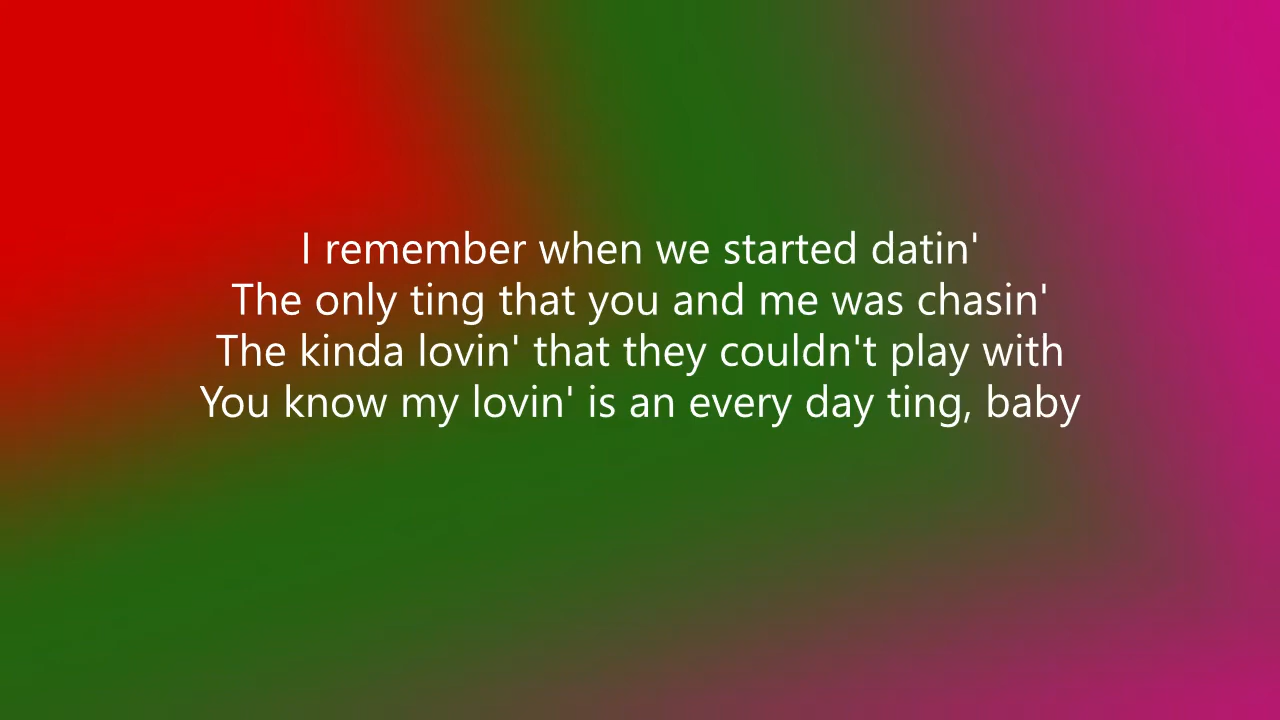 I remember when we started datin'
The only ting that you and me was chasin'
The kinda lovin' that they couldn't play with
You know my lovin' is an every day ting, baby